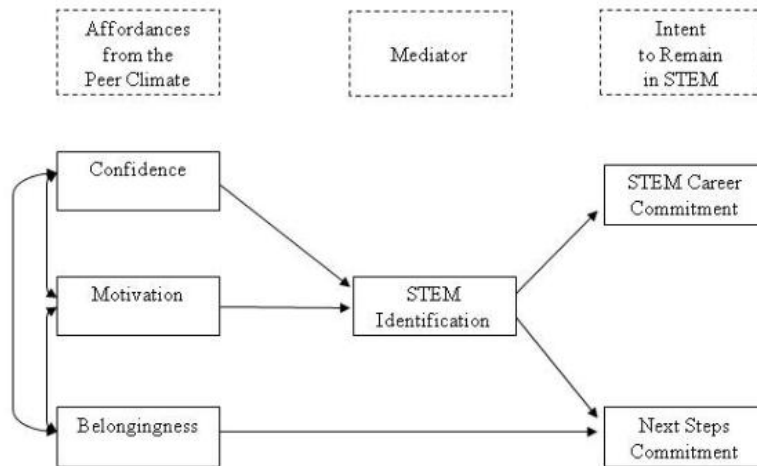 Affordances
from the
Peer Climate
Mediator
Intent
to Remain
in STEM
Confidence
STEM Career
Commitment
Motivation
STEM
Identification
Belongingness
Next Steps
Commitment